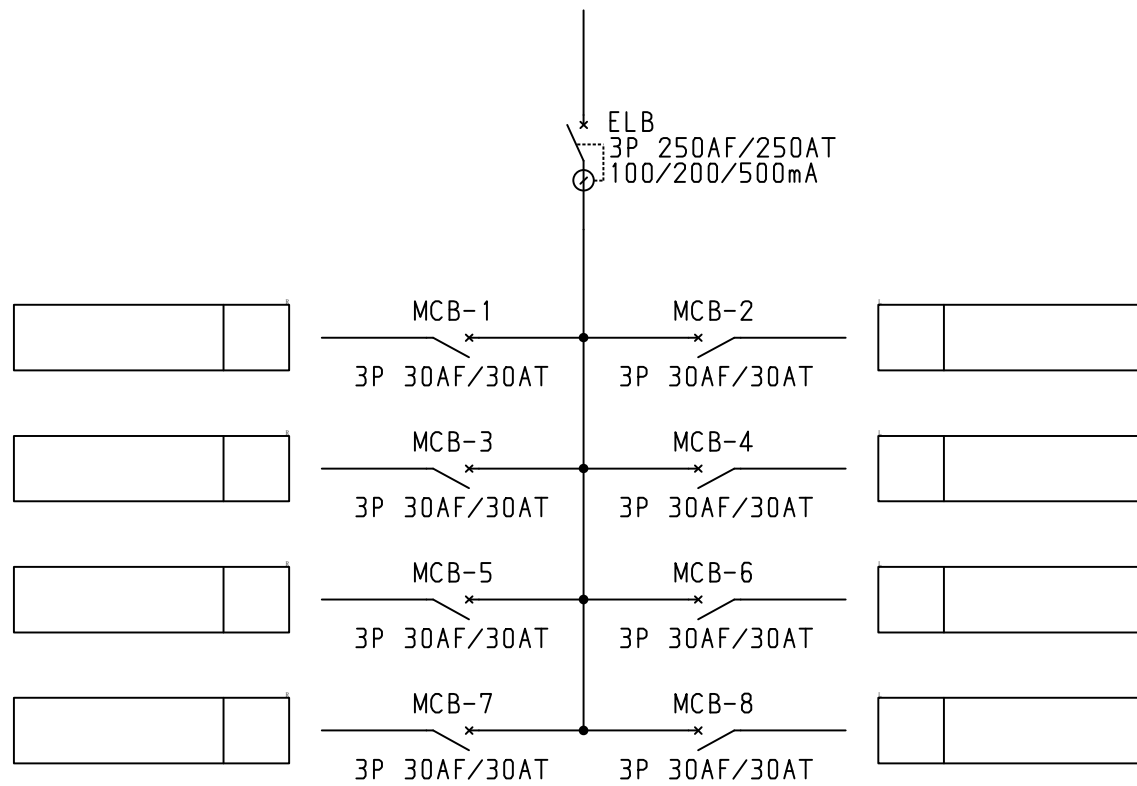 ELB
3P 250AF/250AT
100/200/500mA
MCB-1
MCB-2
3P 30AF/30AT
3P 30AF/30AT
MCB-3
MCB-4
3P 30AF/30AT
3P 30AF/30AT
MCB-5
MCB-6
3P 30AF/30AT
3P 30AF/30AT
MCB-7
MCB-8
3P 30AF/30AT
3P 30AF/30AT